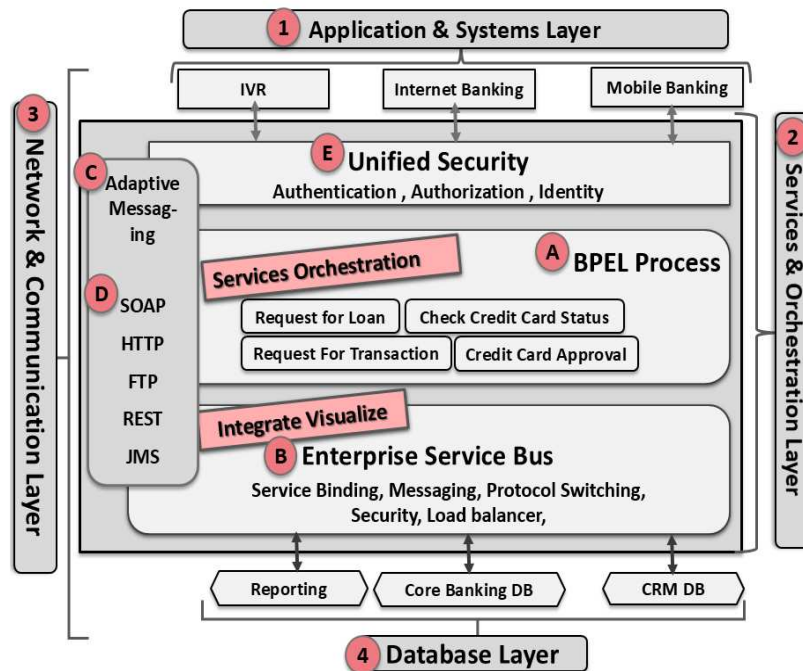 1 Application & Systems Layer
IVR
Internet Banking
Mobile Banking
3 Network & Communication Layer
2 Services & Orchestration Layer
E Unified Security
Authentication , Authorization , Identity
C
Adaptive
Messag-
ing
D
SOAP
HTTP
FTP
REST
JMS
Services Orchestration
A BPEL Process
Request for Loan
Check Credit Card Status
Request For Transaction
Credit Card Approval
Integrate Visualize
B Enterprise Service Bus
Service Binding, Messaging, Protocol Switching,
Security, Load balancer,
Reporting
Core Banking DB
CRM DB
4 Database Layer